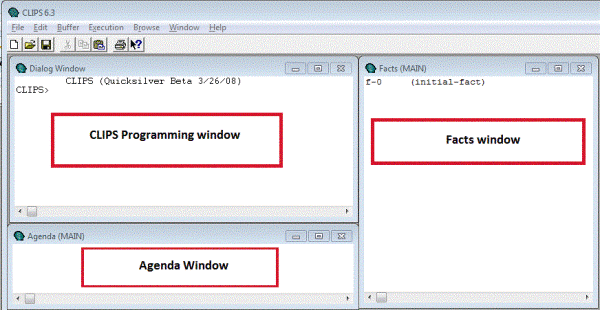 CLIPS 6.3
File Edit Buffer Execution Browse Window Help
Dialog Window
CLIPS (Quicksilver Beta 3/26/08)
CLIPS>
CLIPS Programming window
Facts (MAIN)
f-0 (initial-fact)
Facts window
Agenda (MAIN)
Agenda Window